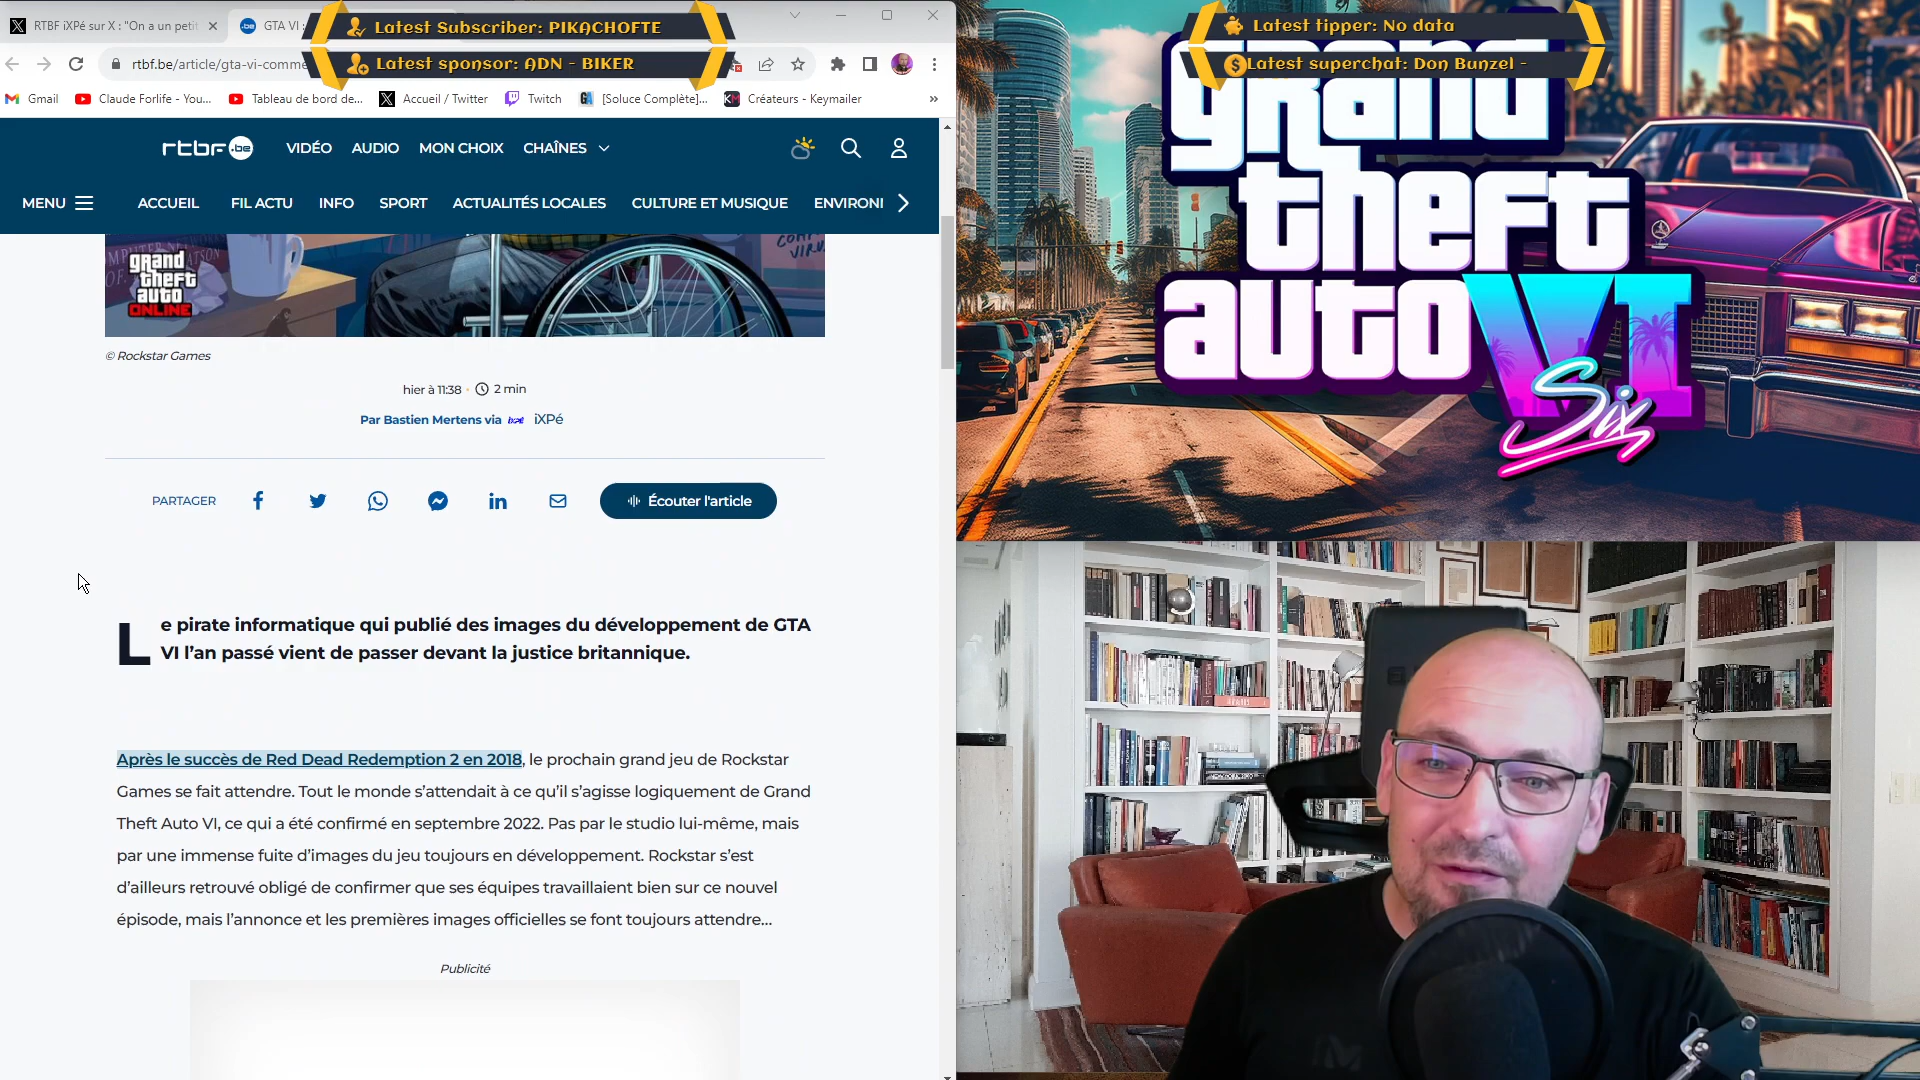 RTBF iXPé sur X : "On a un petit
GTA VI :
Latest Subscriber: PIKACHOFTE
Latest sponsor: ADN - BIKER
Latest tipper: No data
Latest superchat: Don Bunzel -
rtbf.be/article/gta-vi-comme
Gmail
Claude Forlife - You...
Tableau de bord de...
Accueil / Twitter
Twitch
[Soluce Complète]...
Créateurs - Keymailer
»
rtbf.be
VIDÉO
AUDIO
MON CHOIX
CHAÎNES
MENU
ACCUEIL
FIL ACTU
INFO
SPORT
ACTUALITÉS LOCALES
CULTURE ET MUSIQUE
ENVIRONI
grand
theft
auto
ONLINE
© Rockstar Games
hier à 11:38 · 2 min
Par Bastien Mertens via iXPé
PARTAGER
Écouter l'article
Le pirate informatique qui publié des images du développement de GTA
VI l’an passé vient de passer devant la justice britannique.
Après le succès de Red Dead Redemption 2 en 2018, le prochain grand jeu de Rockstar
Games se fait attendre. Tout le monde s’attendait à ce qu’il s’agisse logiquement de Grand
Theft Auto VI, ce qui a été confirmé en septembre 2022. Pas par le studio lui-même, mais
par une immense fuite d’images du jeu toujours en développement. Rockstar s’est
d’ailleurs retrouvé obligé de confirmer que ses équipes travaillaient bien sur ce nouvel
épisode, mais l’annonce et les premières images officielles se font toujours attendre…
Publicité
grand
theft
auto VI
Six